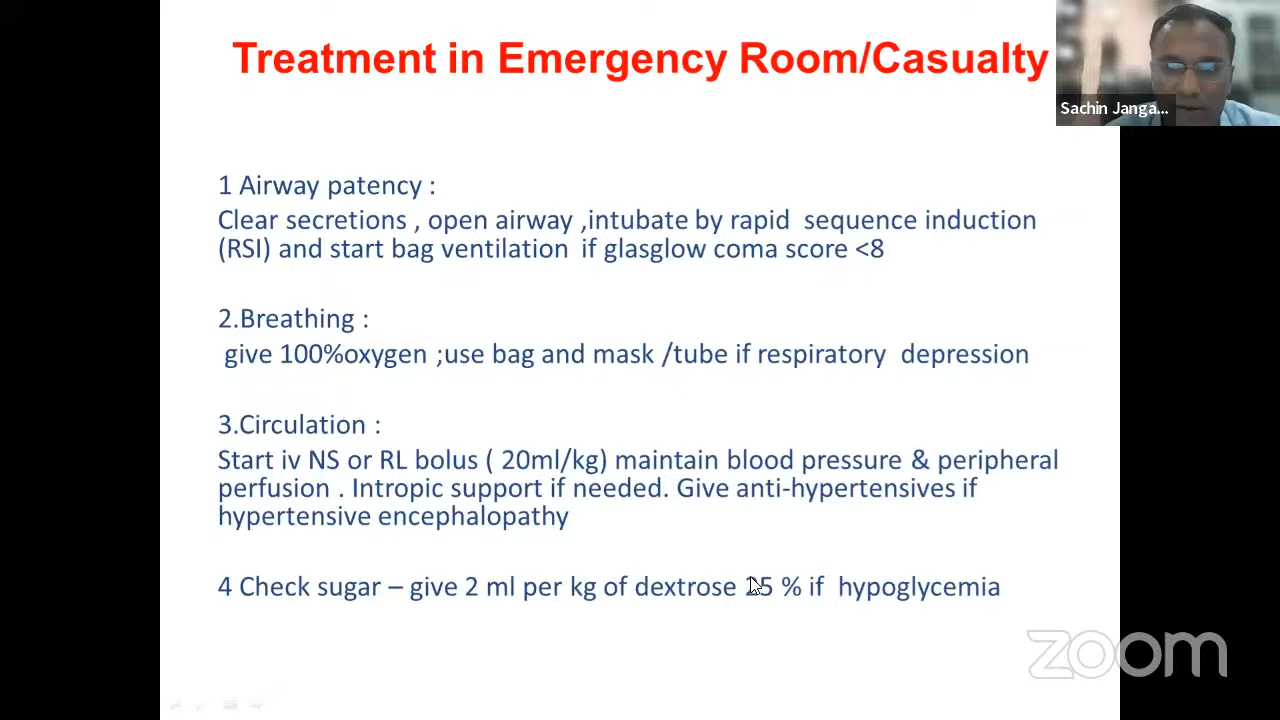 Treatment in Emergency Room/Casualty
Sachin Janga...
1 Airway patency :
Clear secretions , open airway ,intubate by rapid sequence induction
(RSI) and start bag ventilation if glasglow coma score <8
2.Breathing :
give 100%oxygen ;use bag and mask /tube if respiratory depression
3.Circulation :
Start iv NS or RL bolus ( 20ml/kg) maintain blood pressure & peripheral
perfusion . Intropic support if needed. Give anti-hypertensives if
hypertensive encephalopathy
4 Check sugar – give 2 ml per kg of dextrose % if hypoglycemia
zoom